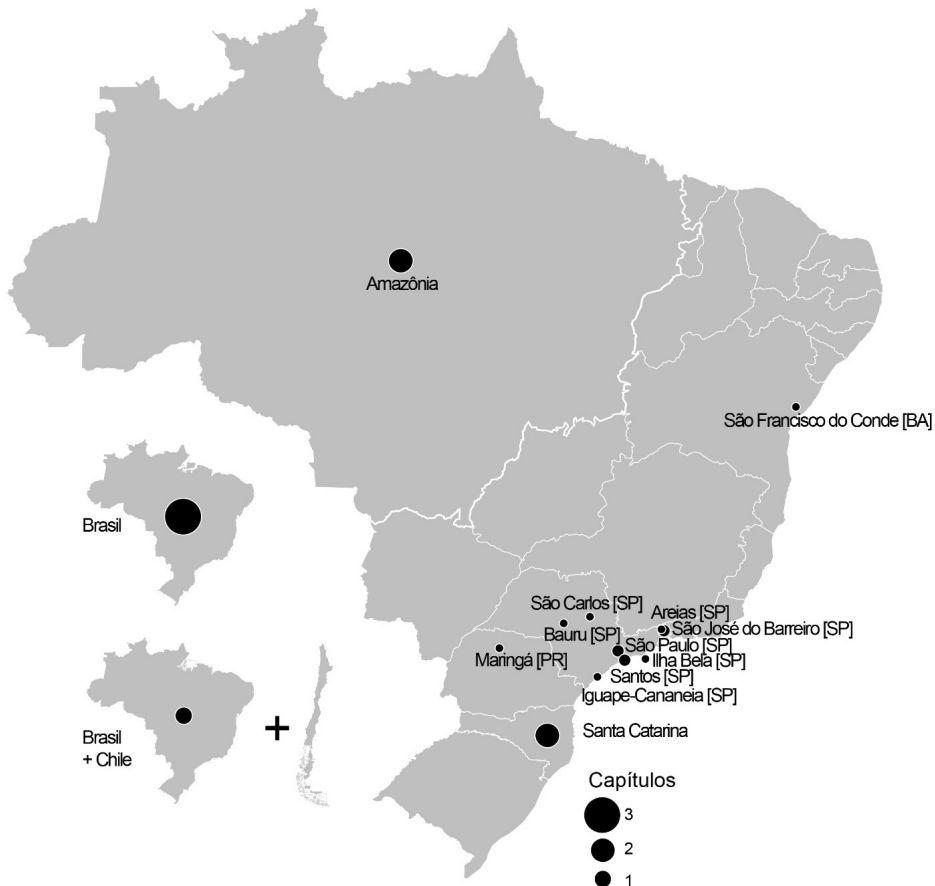 Amazônia
São Francisco do Conde [BA]
Brasil
São Carlos [SP]
Areias [SP]
Bauru [SP]
São José do Barreiro [SP]
São Paulo [SP]
Maringá [PR]
Ilha Bela [SP]
Santos [SP]
Iguape-Cananeia [SP]
Santa Catarina
Brasil
+ Chile
+
Capítulos
3
2
1